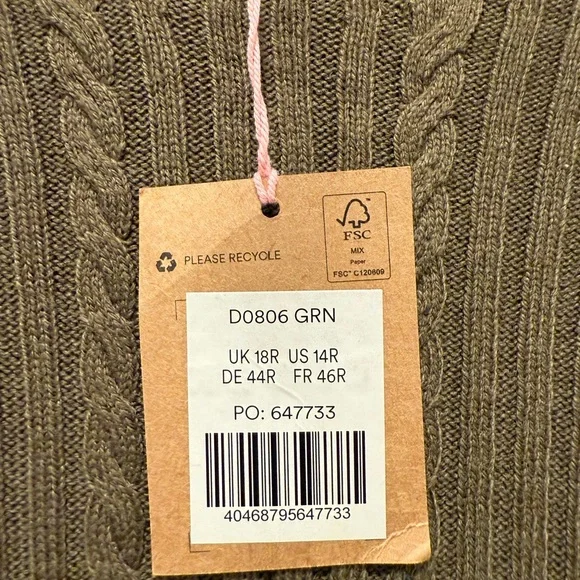 PLEASE RECYCLE
FSC
MIX
Paper
FSC® C120609
D0806 GRN
UK 18R US 14R
DE 44R FR 46R
PO: 647733
40468795647733